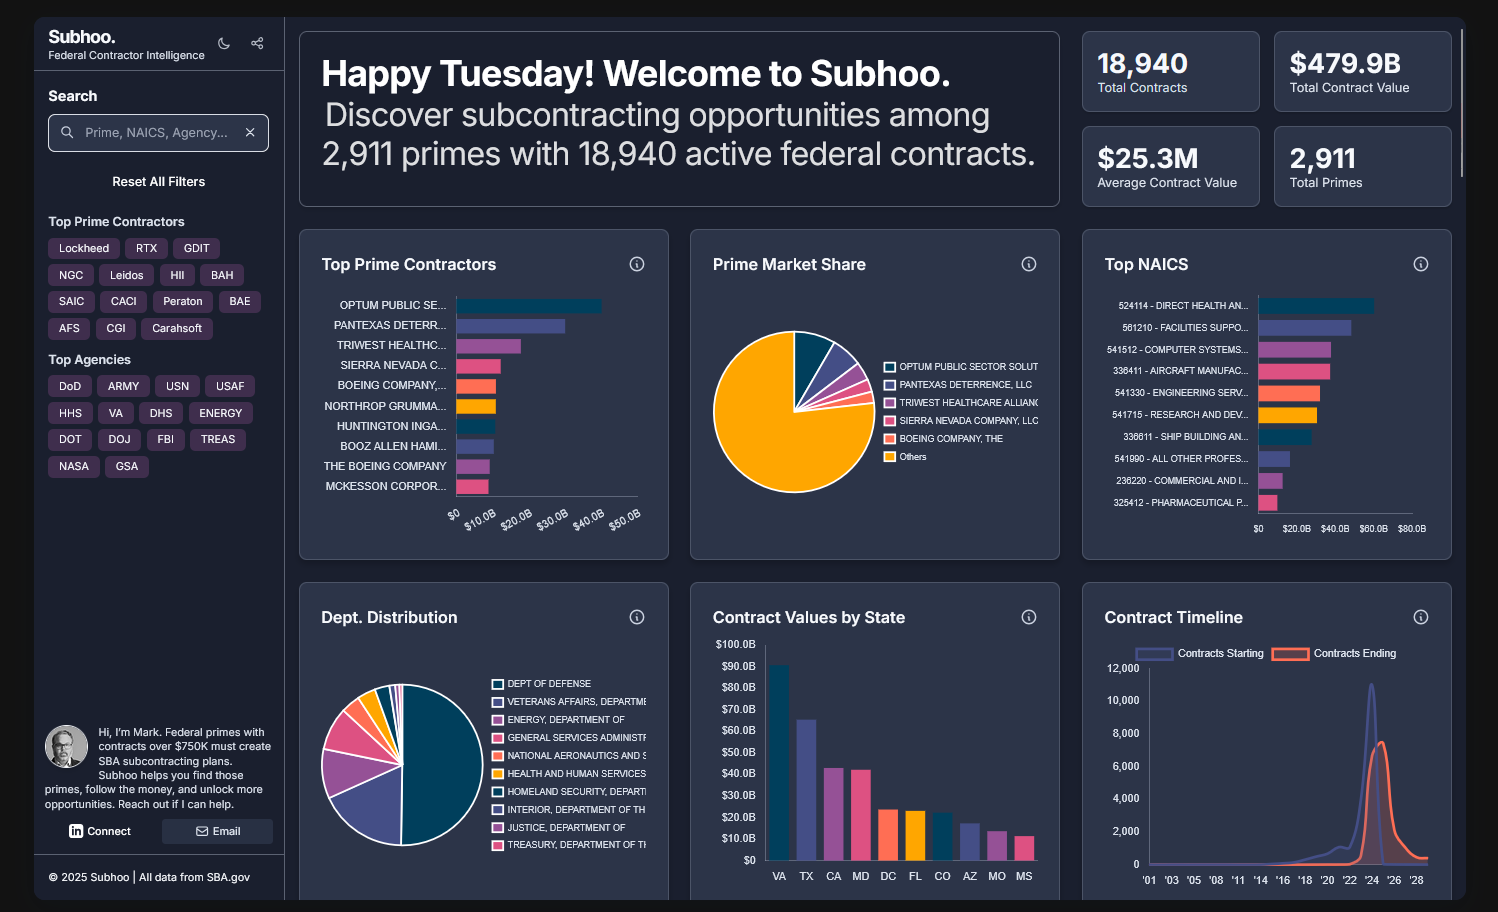 Subhoo.
Federal Contractor Intelligence
Search
Prime, NAICS, Agency...
Reset All Filters
Top Prime Contractors
Lockheed RTX GDIT
NGC Leidos HII BAH
SAIC CACI Peraton BAE
AFS CGI Carahsoft
Top Agencies
DoD ARMY USN USAF
HHS VA DHS ENERGY
DOT DOJ FBI TREAS
NASA GSA
Hi, I'm Mark. Federal primes with
contracts over $750K must create
SBA subcontracting plans.
Subhoo helps you find those
primes, follow the money, and unlock more
opportunities. Reach out if I can help.
in Connect Email
© 2025 Subhoo | All data from SBA.gov
Happy Tuesday! Welcome to Subhoo.
Discover subcontracting opportunities among
2,911 primes with 18,940 active federal contracts.
18,940
Total Contracts
$479.9B
Total Contract Value
$25.3M
Average Contract Value
2,911
Total Primes
Top Prime Contractors
OPTUM PUBLIC SE...
PANTEXAS DETERR...
TRIWEST HEALTHC...
SIERRA NEVADA C...
BOEING COMPANY,...
NORTHROP GRUMMA...
HUNTINGTON INGA...
BOOZ ALLEN HAMI...
THE BOEING COMPANY
MCKESSON CORPOR...
$0 $10.0B $20.0B $30.0B $40.0B $50.0B
Prime Market Share
OPTUM PUBLIC SECTOR SOLUT
PANTEXAS DETERRENCE, LLC
TRIWEST HEALTHCARE ALLIANC
SIERRA NEVADA COMPANY, LLC
BOEING COMPANY, THE
Others
Top NAICS
524114 - DIRECT HEALTH AN...
561210 - FACILITIES SUPPO...
541512 - COMPUTER SYSTEMS...
336411 - AIRCRAFT MANUFAC...
541330 - ENGINEERING SERV...
541715 - RESEARCH AND DEV...
336611 - SHIP BUILDING AN...
541990 - ALL OTHER PROFES...
236220 - COMMERCIAL AND I...
325412 - PHARMACEUTICAL P...
$0 $20.0B $40.0B $60.0B $80.0B
Dept. Distribution
DEPT OF DEFENSE
VETERANS AFFAIRS, DEPARTME
ENERGY, DEPARTMENT OF
GENERAL SERVICES ADMINISTR
NATIONAL AERONAUTICS AND S
HEALTH AND HUMAN SERVICES
HOMELAND SECURITY, DEPART
INTERIOR, DEPARTMENT OF TH
JUSTICE, DEPARTMENT OF
TREASURY, DEPARTMENT OF TH
Contract Values by State
$100.0B
$90.0B
$80.0B
$70.0B
$60.0B
$50.0B
$40.0B
$30.0B
$20.0B
$10.0B
$0
VA TX CA MD DC FL CO AZ MO MS
Contract Timeline
Contracts Starting Contracts Ending
12,000
10,000
8,000
6,000
4,000
2,000
0
'01 '03 '05 '08 '11 '14 '16 '18 '20 '22 '24 '26 '28